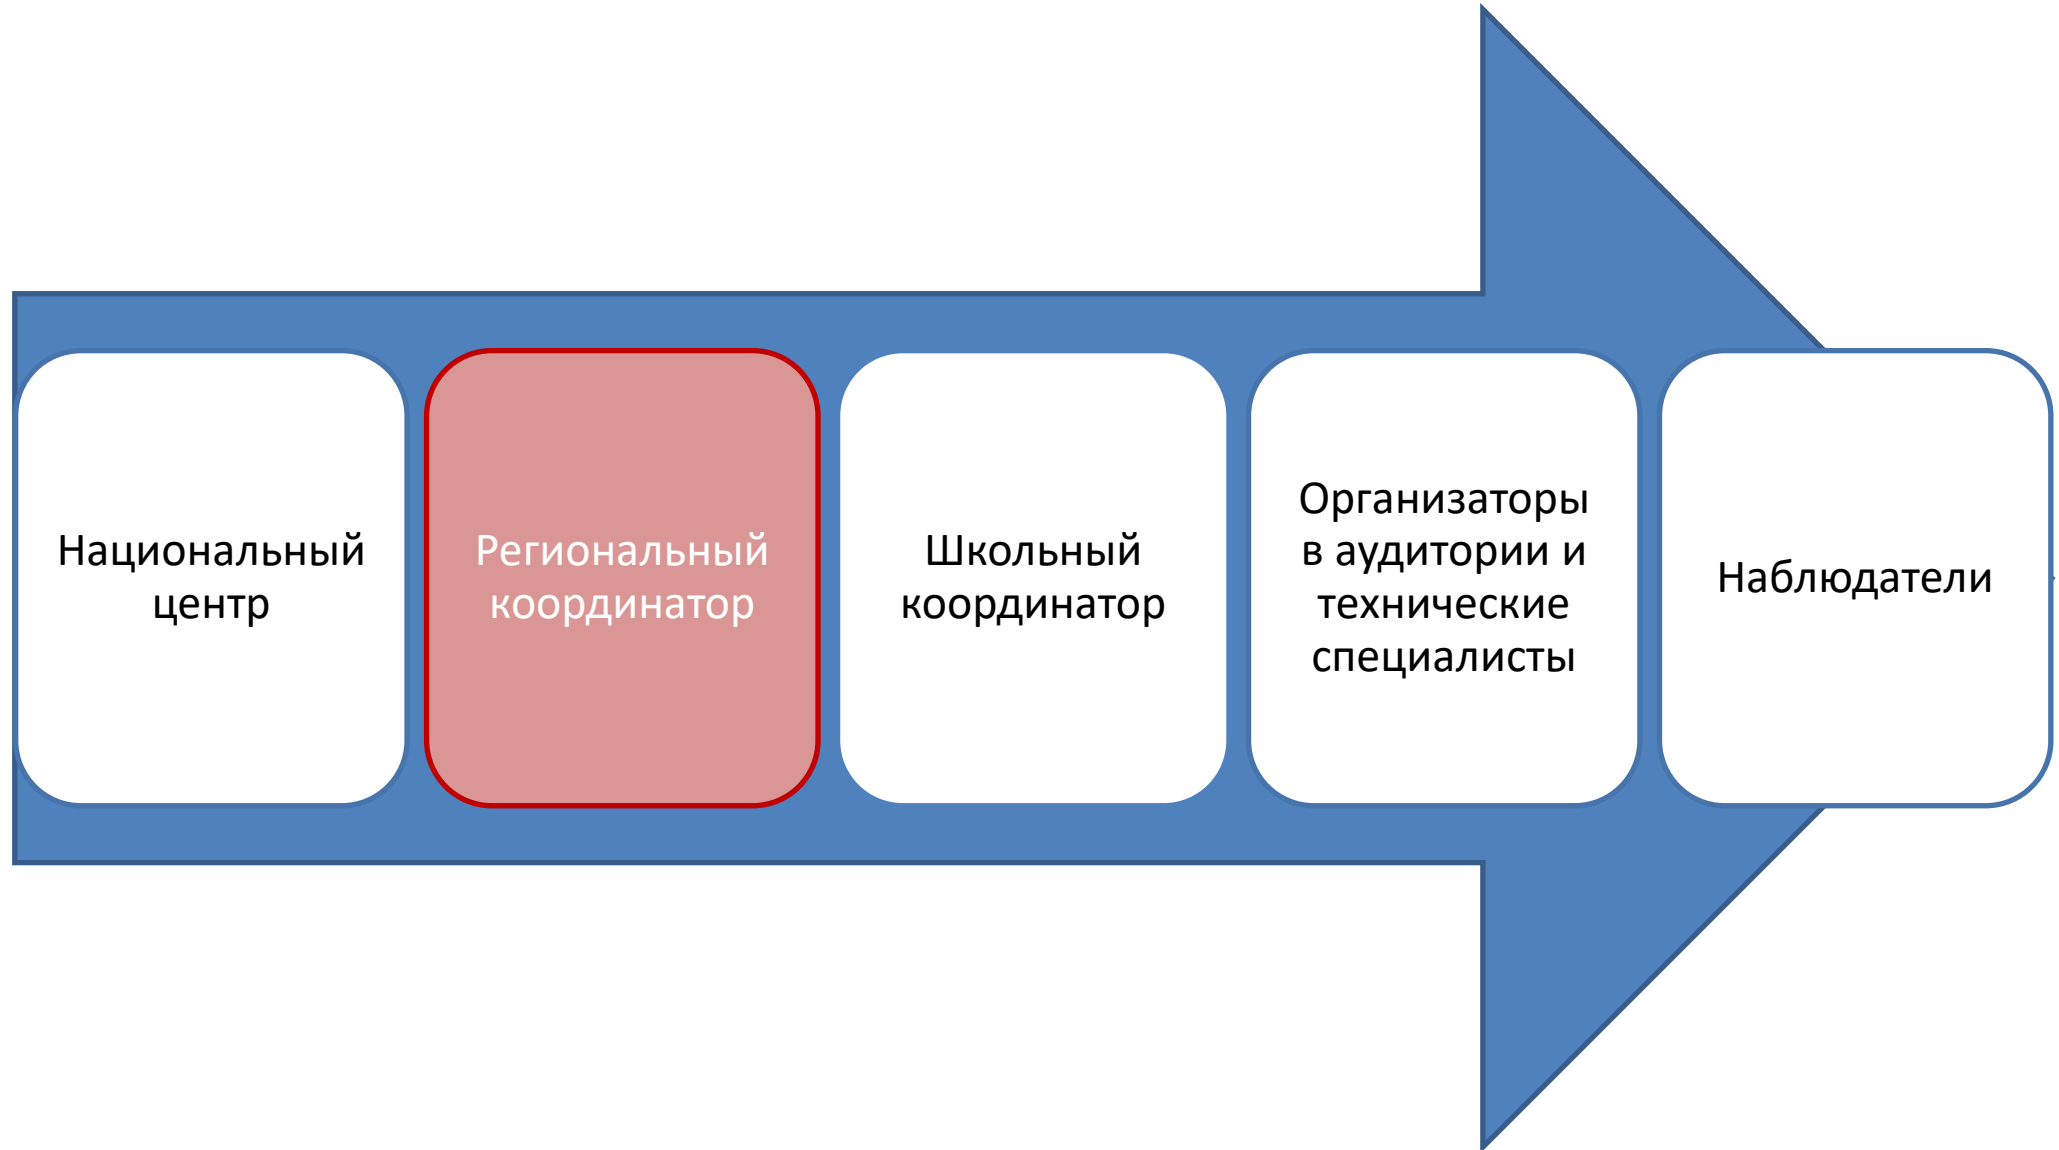 Национальный
центр
Региональный
координатор
Школьный
координатор
Организаторы
в аудитории и
технические
специалисты
Наблюдатели